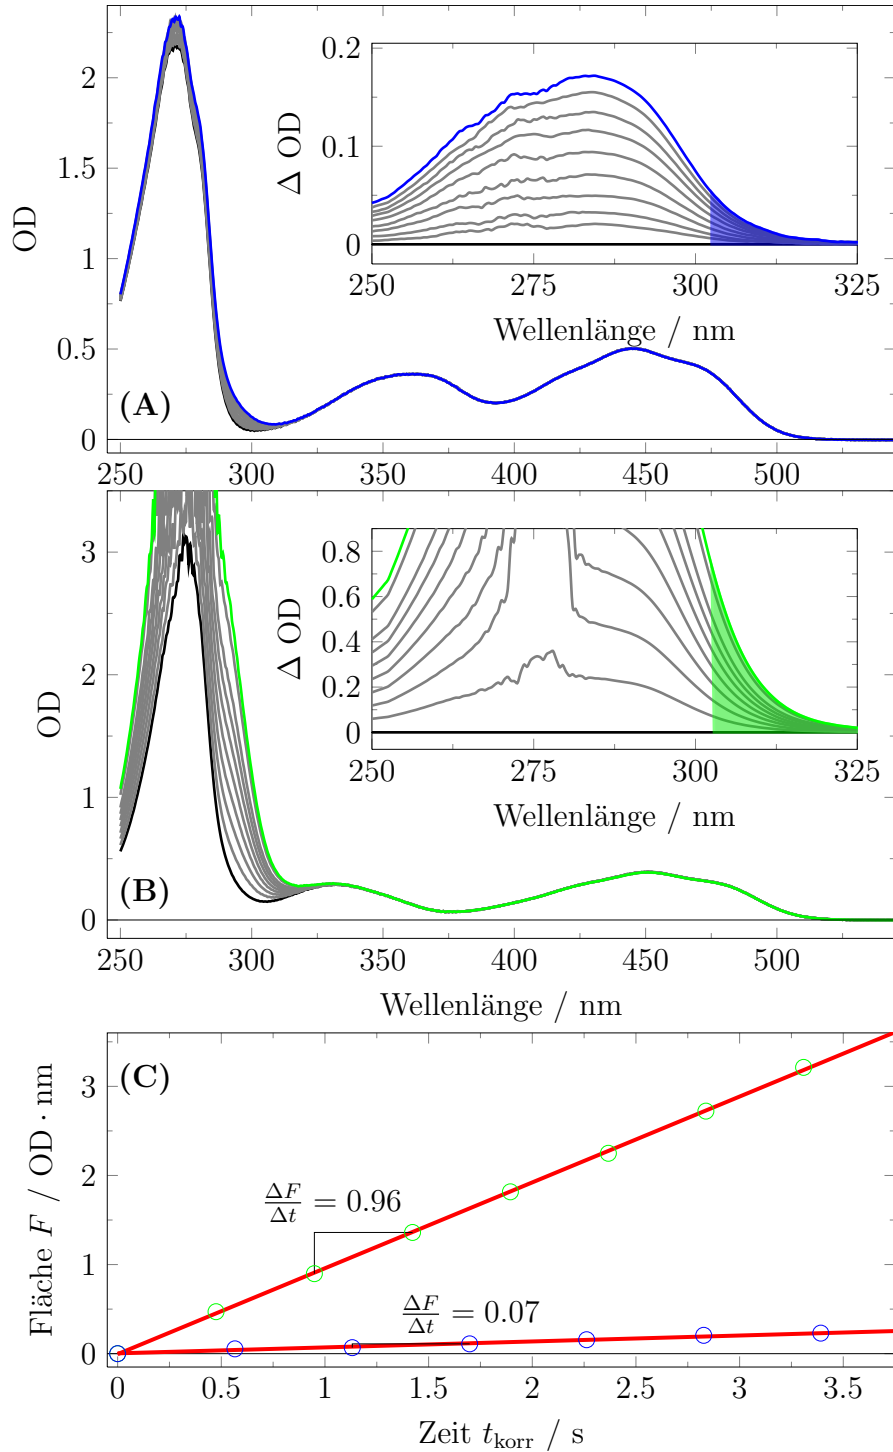 2
1.5
1
0.5
0
OD
(A)
0.2
0.1
0
Δ OD
250 275 300 325
Wellenlänge / nm
250 300 350 400 450 500
3
2
1
0
OD
(B)
0.8
0.6
0.4
0.2
0
Δ OD
250 275 300 325
Wellenlänge / nm
250 300 350 400 450 500
Wellenlänge / nm
3
2
1
0
Fläche F / OD · nm
(C)
ΔF/Δt = 0.96
ΔF/Δt = 0.07
0 0.5 1 1.5 2 2.5 3 3.5
Zeit t_korr / s